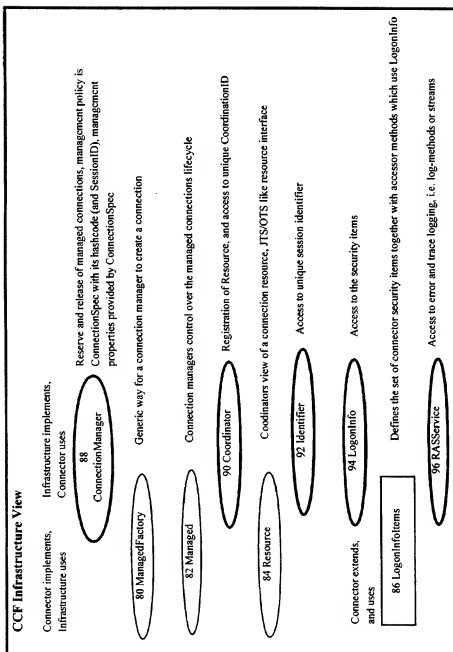 CCF Infrastructure View
Connector implements,
Infrastructure uses
Infrastructure implements,
Connector uses
88
ConnectionManager
Reserve and release of managed connections, management policy is
ConnectionSpec with its hashcode (and SessionID), management
properties provided by ConnectionSpec
80 ManagedFactory
Generic way for a connection manager to create a connection
82 Managed
Connection managers control over the managed connections lifecycle
90 Coordinator
Registration of Resource, and access to unique CoordinationID
84 Resource
Coodinators view of a connection resource, JTS/OTS like resource interface
92 Identifier
Access to unique session identifier
94 LogonInfo
Access to the security items
Connector extends,
and uses
86 LogonInfoItems
Defines the set of connector security items together with accessor methods which use LogonInfo
96 RASService
Access to error and trace logging, i.e. log-methods or streams